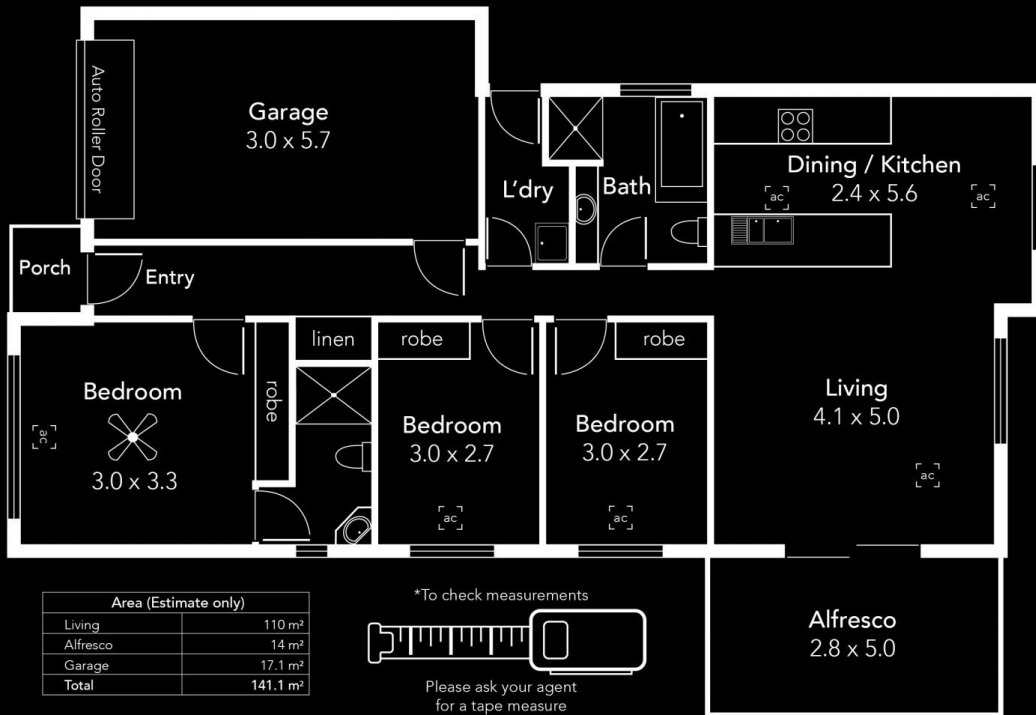 Auto Roller Door
Garage
3.0 x 5.7
L'dry
Bath
Dining / Kitchen
2.4 x 5.6
ac
ac
Porch
Entry
linen
robe
robe
robe
Bedroom
3.0 x 3.3
ac
Bedroom
3.0 x 2.7
ac
Bedroom
3.0 x 2.7
ac
Living
4.1 x 5.0
ac
Alfresco
2.8 x 5.0
Area (Estimate only)
Living 110 m²
Alfresco 14 m²
Garage 17.1 m²
Total 141.1 m²
*To check measurements
Please ask your agent
for a tape measure